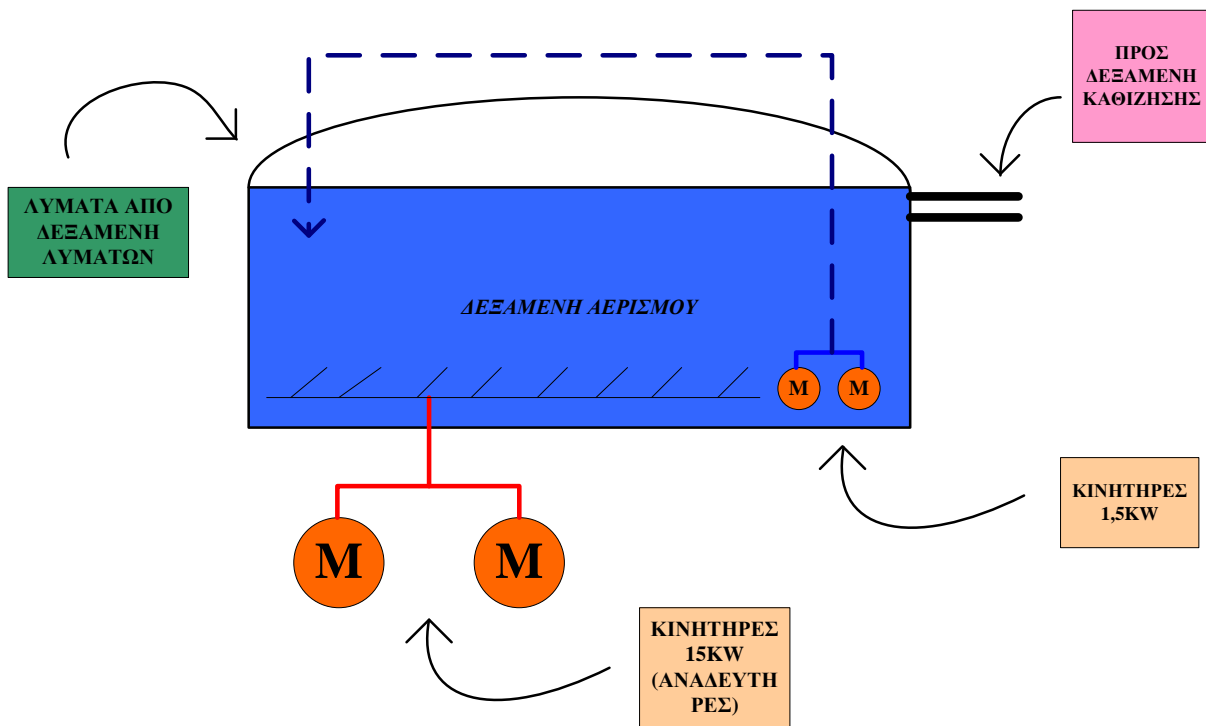 ΠΡΟΣ
ΔΕΞΑΜΕΝΗ
ΚΑΘΙΖΗΣΗΣ
ΛΥΜΑΤΑ ΑΠΟ
ΔΕΞΑΜΕΝΗ
ΛΥΜΑΤΩΝ
ΔΕΞΑΜΕΝΗ ΑΕΡΙΣΜΟΥ
M M
ΚΙΝΗΤΗΡΕΣ
1,5KW
M M
ΚΙΝΗΤΗΡΕΣ
15KW
(ΑΝΑΔΕΥΤΗ
ΡΕΣ)